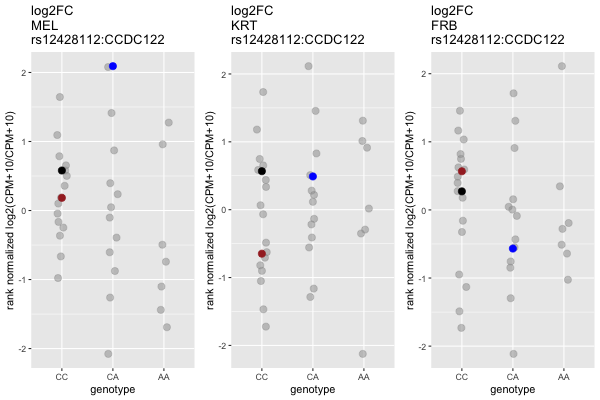 log2FC
MEL
rs12428112:CCDC122
rank normalized log2(CPM+10/CPM+10)
2
1
0
-1
-2
CC
CA
AA
genotype
log2FC
KRT
rs12428112:CCDC122
rank normalized log2(CPM+10/CPM+10)
2
1
0
-1
-2
CC
CA
AA
genotype
log2FC
FRB
rs12428112:CCDC122
rank normalized log2(CPM+10/CPM+10)
2
1
0
-1
-2
CC
CA
AA
genotype